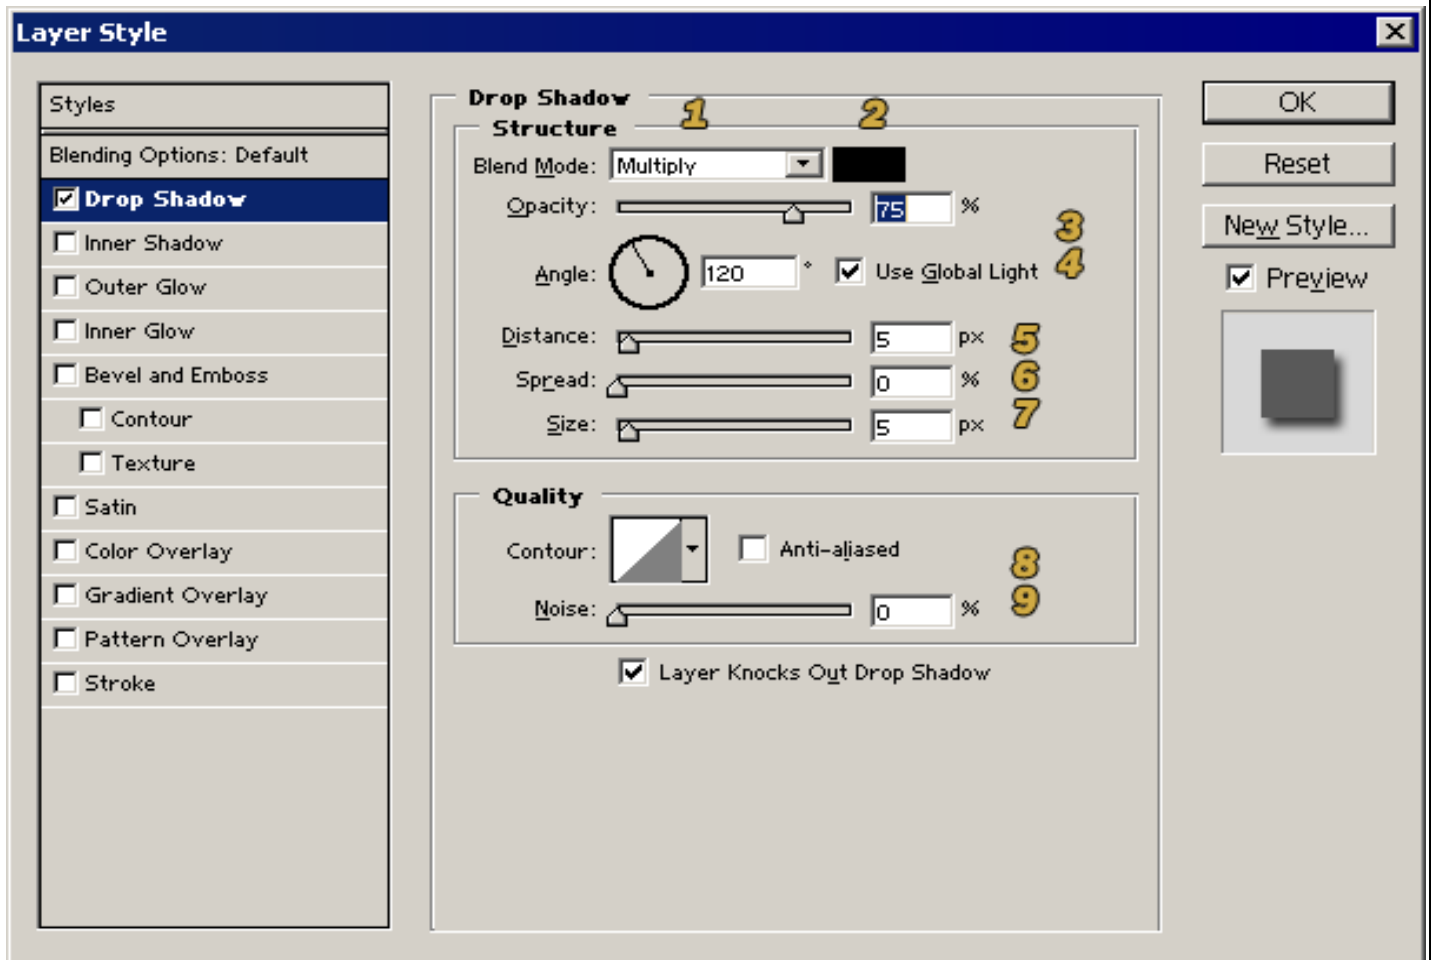 Layer Style
Styles
Blending Options: Default
Drop Shadow
Inner Shadow
Outer Glow
Inner Glow
Bevel and Emboss
Contour
Texture
Satin
Color Overlay
Gradient Overlay
Pattern Overlay
Stroke
Drop Shadow 1 2
Structure
Blend Mode: Multiply
Opacity: 75 %
3
Angle: 120 ° Use Global Light 4
Distance: 5 px 5
Spread: 0 % 6
Size: 5 px 7
Quality
Contour: Anti-aliased 8
Noise: 0 % 9
Layer Knocks Out Drop Shadow
OK
Reset
New Style...
Preview